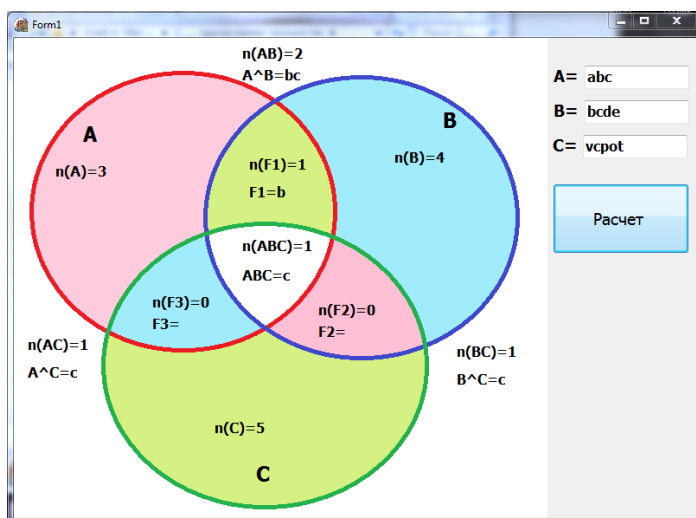 Form1
n(AB)=2
A^B=bc
A
B
n(A)=3
n(F1)=1
F1=b
n(B)=4
n(ABC)=1
ABC=c
n(F3)=0
F3=
n(F2)=0
F2=
n(AC)=1
A^C=c
n(BC)=1
B^C=c
n(C)=5
C
A= abc
B= bcde
C= vcpot
Расчет